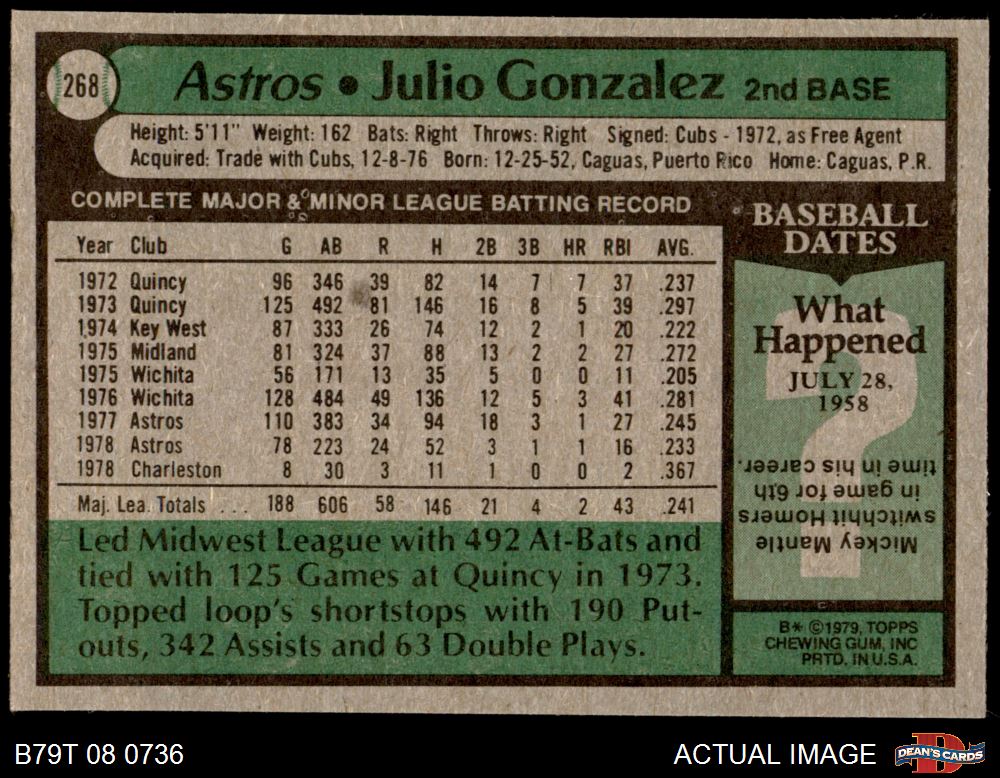 268
Astros • Julio Gonzalez 2nd BASE
Height: 5'11" Weight: 162 Bats: Right Throws: Right Signed: Cubs - 1972, as Free Agent
Acquired: Trade with Cubs, 12-8-76 Born: 12-25-52, Caguas, Puerto Rico Home: Caguas, P.R.
COMPLETE MAJOR & MINOR LEAGUE BATTING RECORD
Year Club G AB R H 2B 3B HR RBI AVG.
1972 Quincy 96 346 39 82 14 7 7 37 .237
1973 Quincy 125 492 81 146 16 8 5 39 .297
1974 Key West 87 333 26 74 12 2 1 20 .222
1975 Midland 81 324 37 88 13 2 2 27 .272
1975 Wichita 56 171 13 35 5 0 0 11 .205
1976 Wichita 128 484 49 136 12 5 3 41 .281
1977 Astros 110 383 34 94 18 3 1 27 .245
1978 Astros 78 223 24 52 3 1 1 16 .233
1978 Charleston 8 30 3 11 1 0 0 2 .367
Maj. Lea. Totals ... 188 606 58 146 21 4 2 43 .241
Led Midwest League with 492 At-Bats and
tied with 125 Games at Quincy in 1973.
Topped loop's shortstops with 190 Put-
outs, 342 Assists and 63 Double Plays.
BASEBALL
DATES
What
Happened
JULY 28,
1958
Mickey Mantle
switchhit Homers
in game for 6th
time in his career.
B* ©1979, TOPPS
CHEWING GUM, INC
PRTD. IN U.S.A.
B79T 08 0736
ACTUAL IMAGE
DEAN'S CARDS